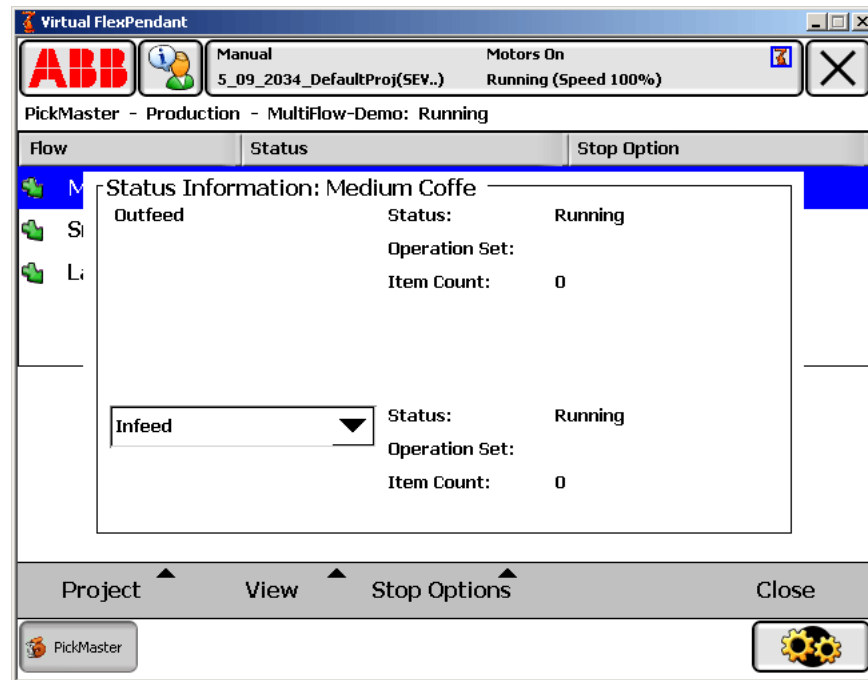 Virtual FlexPendant
ABB
Manual Motors On
5_09_2034_DefaultProj(SEV..) Running (Speed 100%)
PickMaster - Production - MultiFlow-Demo: Running
Flow Status Stop Option
M
Status Information: Medium Coffe
Outfeed Status: Running
Operation Set:
Item Count: 0
Infeed Status: Running
Operation Set:
Item Count: 0
Project View Stop Options Close
PickMaster